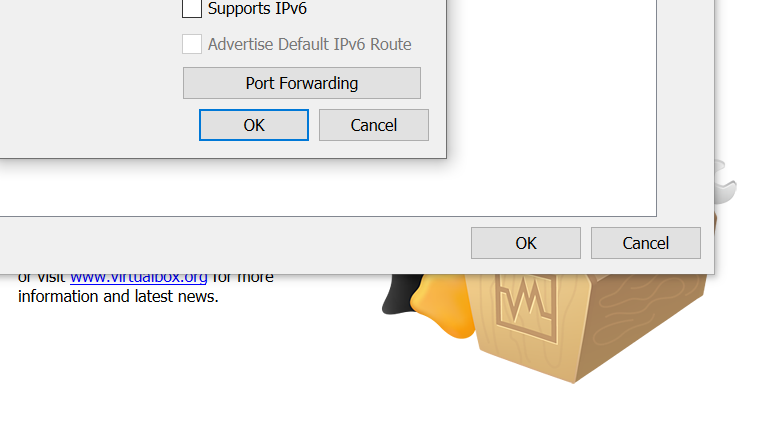 Supports IPv6
Advertise Default IPv6 Route
Port Forwarding
OK Cancel
OK Cancel
or visit www.virtualbox.org for more
information and latest news.